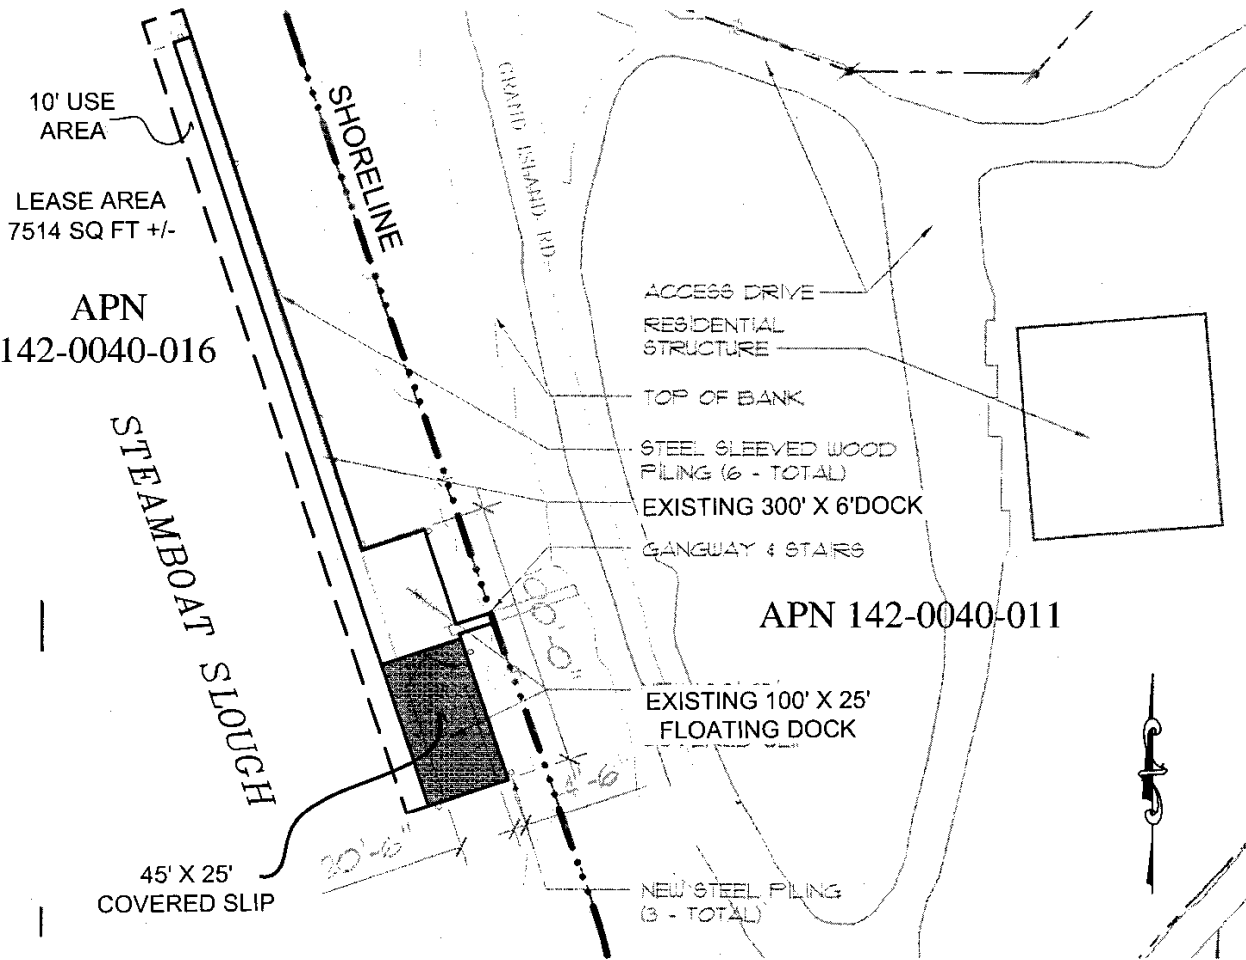 10' USE
AREA
LEASE AREA
7514 SQ FT +/-
APN
142-0040-016
STEAMBOAT SLOUGH
SHORELINE
GRAND ISLAND RD
ACCESS DRIVE
RESIDENTIAL
STRUCTURE
TOP OF BANK
STEEL SLEEVED WOOD
PILING (6 - TOTAL)
EXISTING 300' X 6'DOCK
GANGWAY & STAIRS
APN 142-0040-011
100'-0"
EXISTING 100' X 25'
FLOATING DOCK
20'-6"
45' X 25'
COVERED SLIP
NEW STEEL PILING
(3 - TOTAL)